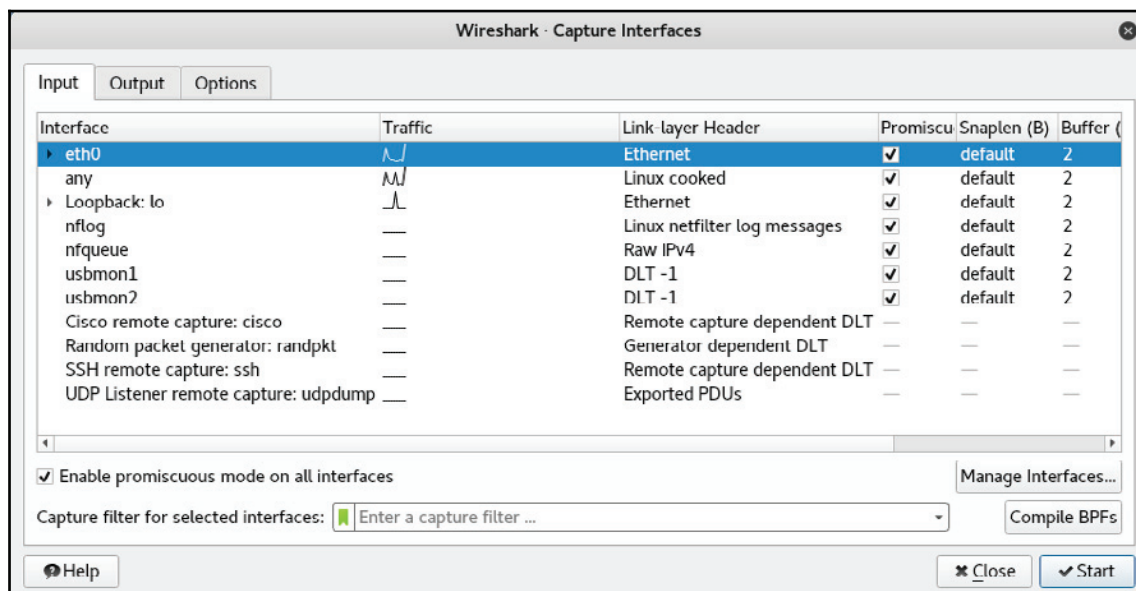 Wireshark · Capture Interfaces
Input Output Options
Interface Traffic Link-layer Header Promiscu Snaplen (B) Buffer (
eth0 Ethernet default 2
any Linux cooked default 2
Loopback: lo Ethernet default 2
nflog Linux netfilter log messages default 2
nfqueue Raw IPv4 default 2
usbmon1 DLT -1 default 2
usbmon2 DLT -1 default 2
Cisco remote capture: cisco Remote capture dependent DLT — — —
Random packet generator: randpkt Generator dependent DLT — — —
SSH remote capture: ssh Remote capture dependent DLT — — —
UDP Listener remote capture: udpdump Exported PDUs — — —
Enable promiscuous mode on all interfaces Manage Interfaces...
Capture filter for selected interfaces: Enter a capture filter ... Compile BPFs
Help Close Start